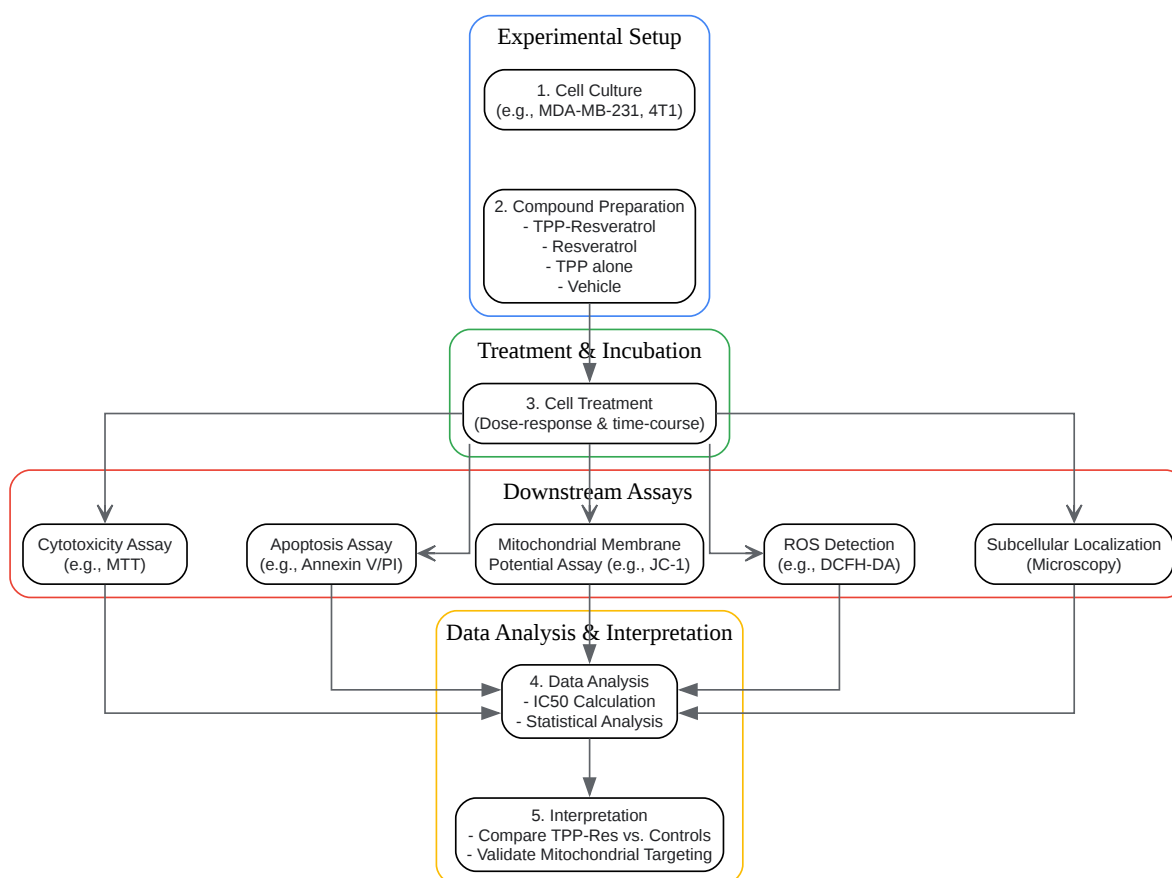 Experimental Setup
1. Cell Culture
(e.g., MDA-MB-231, 4T1)
2. Compound Preparation
- TPP-Resveratrol
- Resveratrol
- TPP alone
- Vehicle
Treatment & Incubation
3. Cell Treatment
(Dose-response & time-course)
Downstream Assays
Cytotoxicity Assay
(e.g., MTT)
Apoptosis Assay
(e.g., Annexin V/PI)
Mitochondrial Membrane
Potential Assay (e.g., JC-1)
ROS Detection
(e.g., DCFH-DA)
Subcellular Localization
(Microscopy)
Data Analysis & Interpretation
4. Data Analysis
- IC50 Calculation
- Statistical Analysis
5. Interpretation
- Compare TPP-Res vs. Controls
- Validate Mitochondrial Targeting